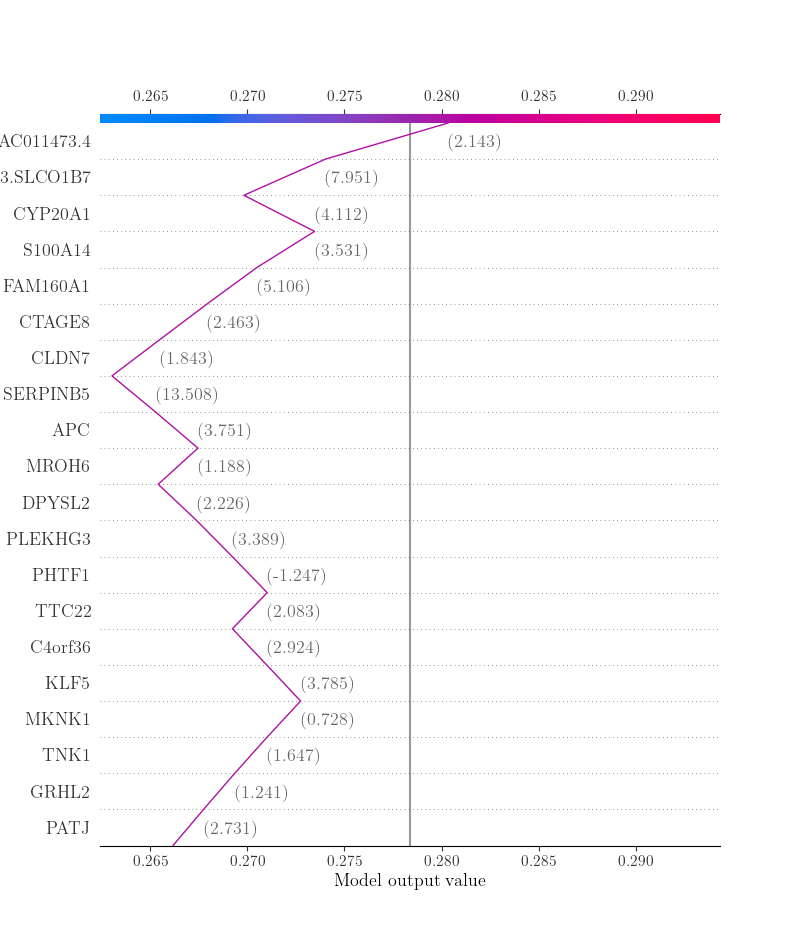 0.265 0.270 0.275 0.280 0.285 0.290
AC011473.4 (2.143)
3.SLCO1B7 (7.951)
CYP20A1 (4.112)
S100A14 (3.531)
FAM160A1 (5.106)
CTAGE8 (2.463)
CLDN7 (1.843)
SERPINB5 (13.508)
APC (3.751)
MROH6 (1.188)
DPYSL2 (2.226)
PLEKHG3 (3.389)
PHTF1 (-1.247)
TTC22 (2.083)
C4orf36 (2.924)
KLF5 (3.785)
MKNK1 (0.728)
TNK1 (1.647)
GRHL2 (1.241)
PATJ (2.731)
0.265 0.270 0.275 0.280 0.285 0.290
Model output value